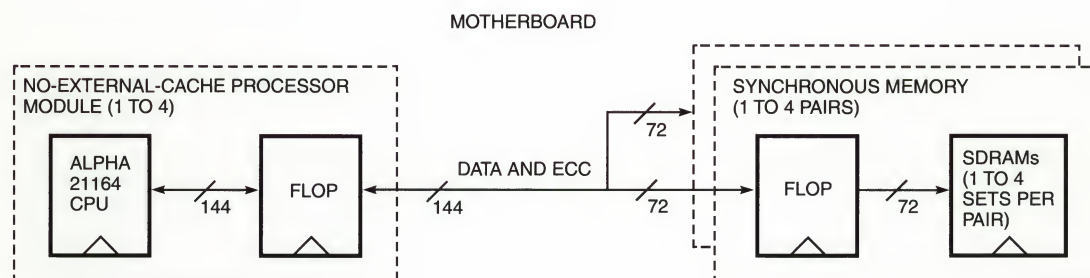 MOTHERBOARD
NO-EXTERNAL-CACHE PROCESSOR
MODULE (1 TO 4)
SYNCHRONOUS MEMORY
(1 TO 4 PAIRS)
ALPHA
21164
CPU
144
FLOP
144
DATA AND ECC
72
72
FLOP
72
SDRAMs
(1 TO 4
SETS PER
PAIR)